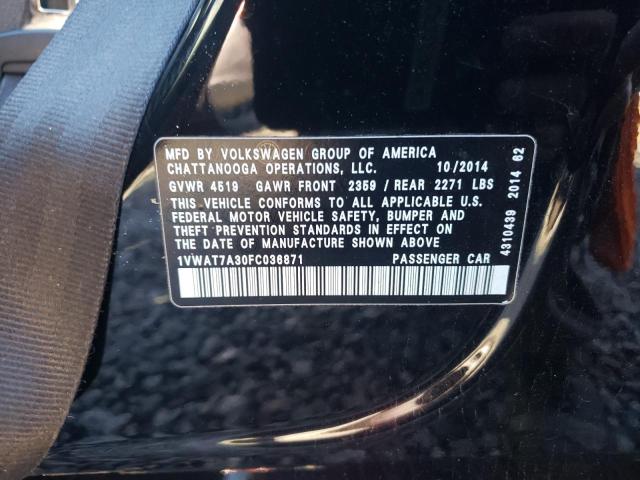 MFD BY VOLKSWAGEN GROUP OF AMERICA
CHATTANOOGA OPERATIONS, LLC. 10/2014
GVWR 4519 GAWR FRONT 2359 / REAR 2271 LBS
THIS VEHICLE CONFORMS TO ALL APPLICABLE U.S.
FEDERAL MOTOR VEHICLE SAFETY, BUMPER AND
THEFT PREVENTION STANDARDS IN EFFECT ON
THE DATE OF MANUFACTURE SHOWN ABOVE
1VWAT7A30FC036871 PASSENGER CAR
4310439 2014 62